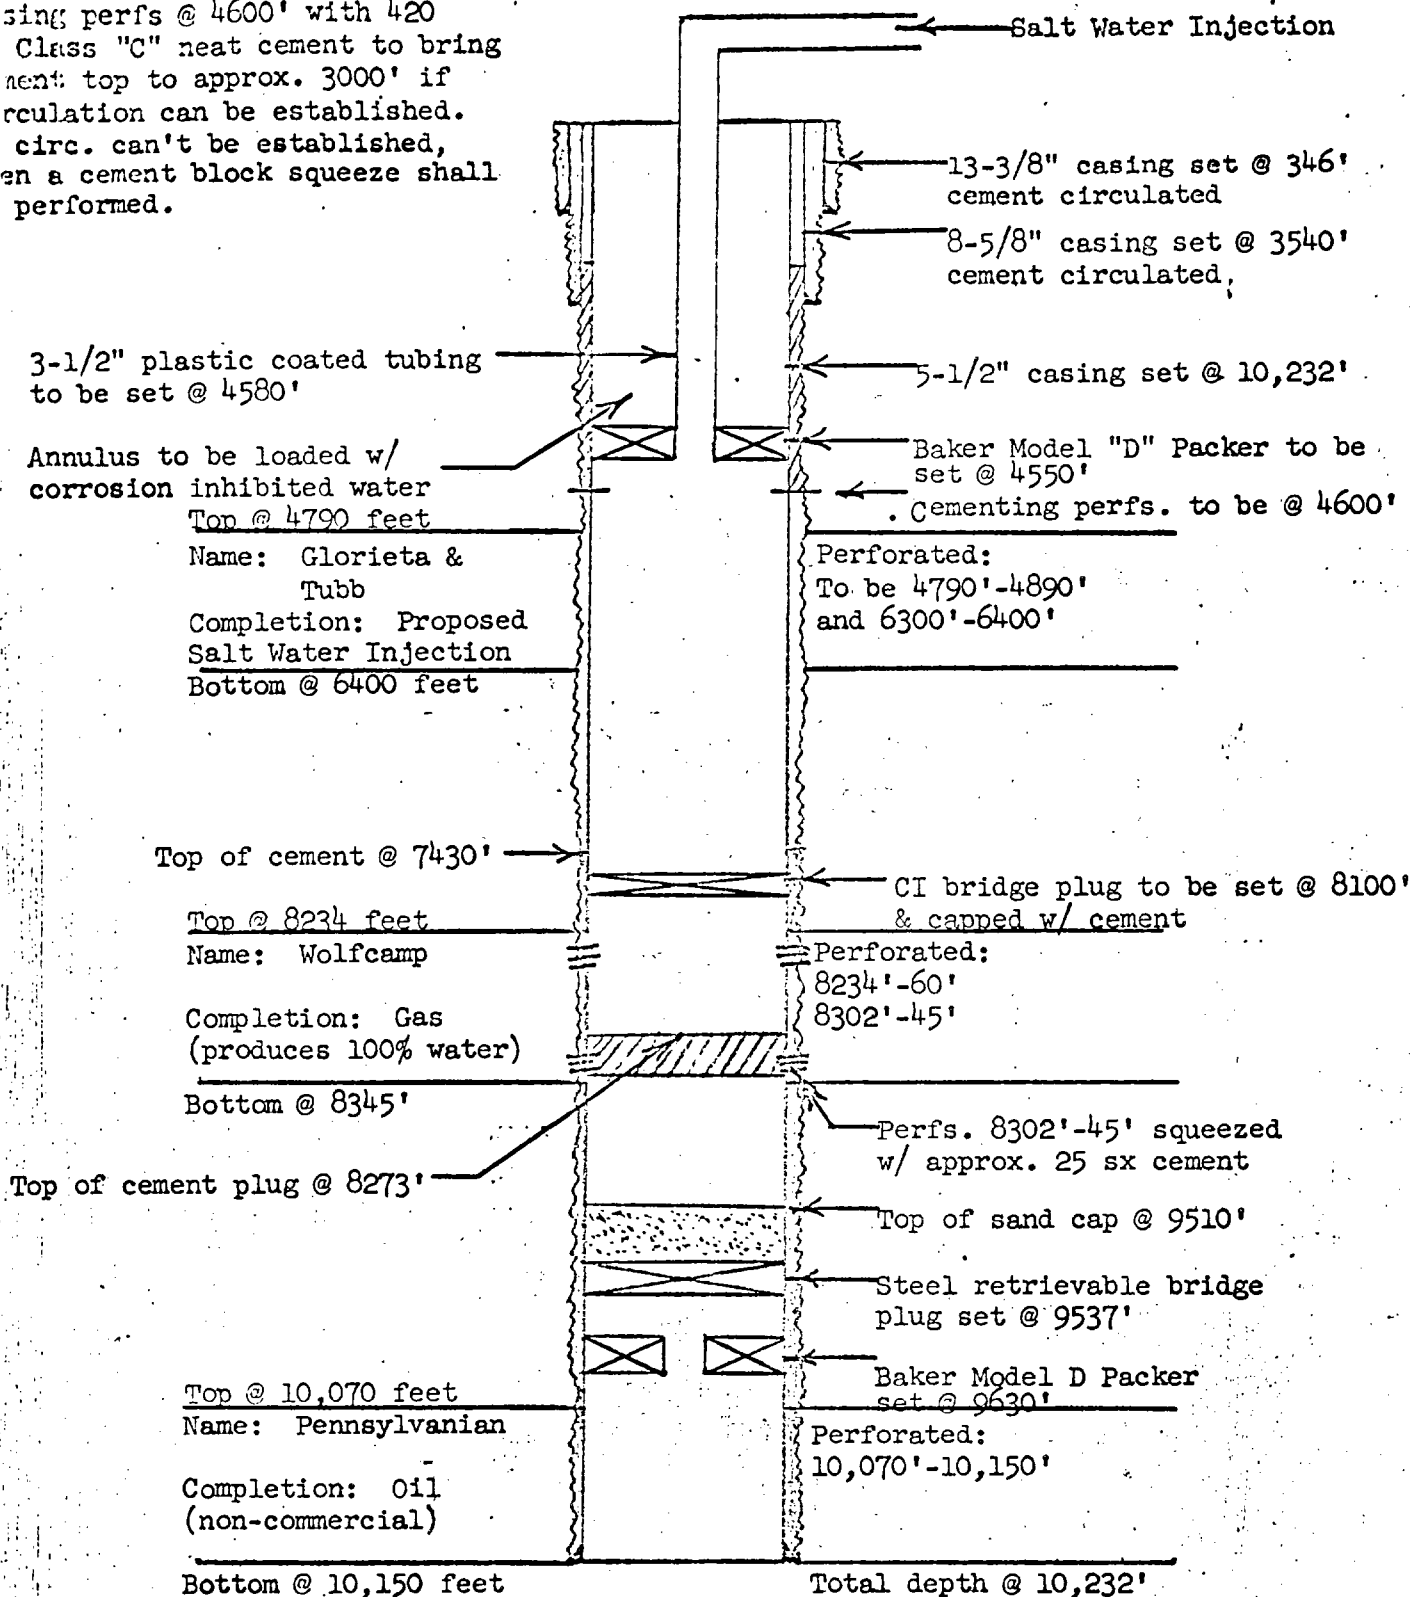 perfs @ 4600' with 420
Class "C" neat cement to bring
top to approx. 3000' if
can be established.
circ. can't be established,
a cement block squeeze shall
performed.
Salt Water Injection
13-3/8" casing set @ 346'
cement circulated
8-5/8" casing set @ 3540'
cement circulated,
3-1/2" plastic coated tubing
to be set @ 4580'
5-1/2" casing set @ 10,232'
Annulus to be loaded w/
corrosion inhibited water
Baker Model "D" Packer to be
set @ 4550'
Cementing perfs. to be @ 4600'
Top @ 4790 feet
Name: Glorieta &
Tubb
Completion: Proposed
Salt Water Injection
Bottom @ 6400 feet
Perforated:
To be 4790'-4890'
and 6300'-6400'
Top of cement @ 7430'
CI bridge plug to be set @ 8100'
& capped w/ cement
Top @ 8234 feet
Name: Wolfcamp
Completion: Gas
(produces 100% water)
Bottom @ 8345'
Perforated:
8234'-60'
8302'-45'
Perfs. 8302'-45' squeezed
w/ approx. 25 sx cement
Top of cement plug @ 8273'
Top of sand cap @ 9510'
Steel retrievable bridge
plug set @ 9537'
Baker Model D Packer
set @ 9630'
Top @ 10,070 feet
Name: Pennsylvanian
Completion: Oil
(non-commercial)
Perforated:
10,070'-10,150'
Bottom @ 10,150 feet
Total depth @ 10,232'